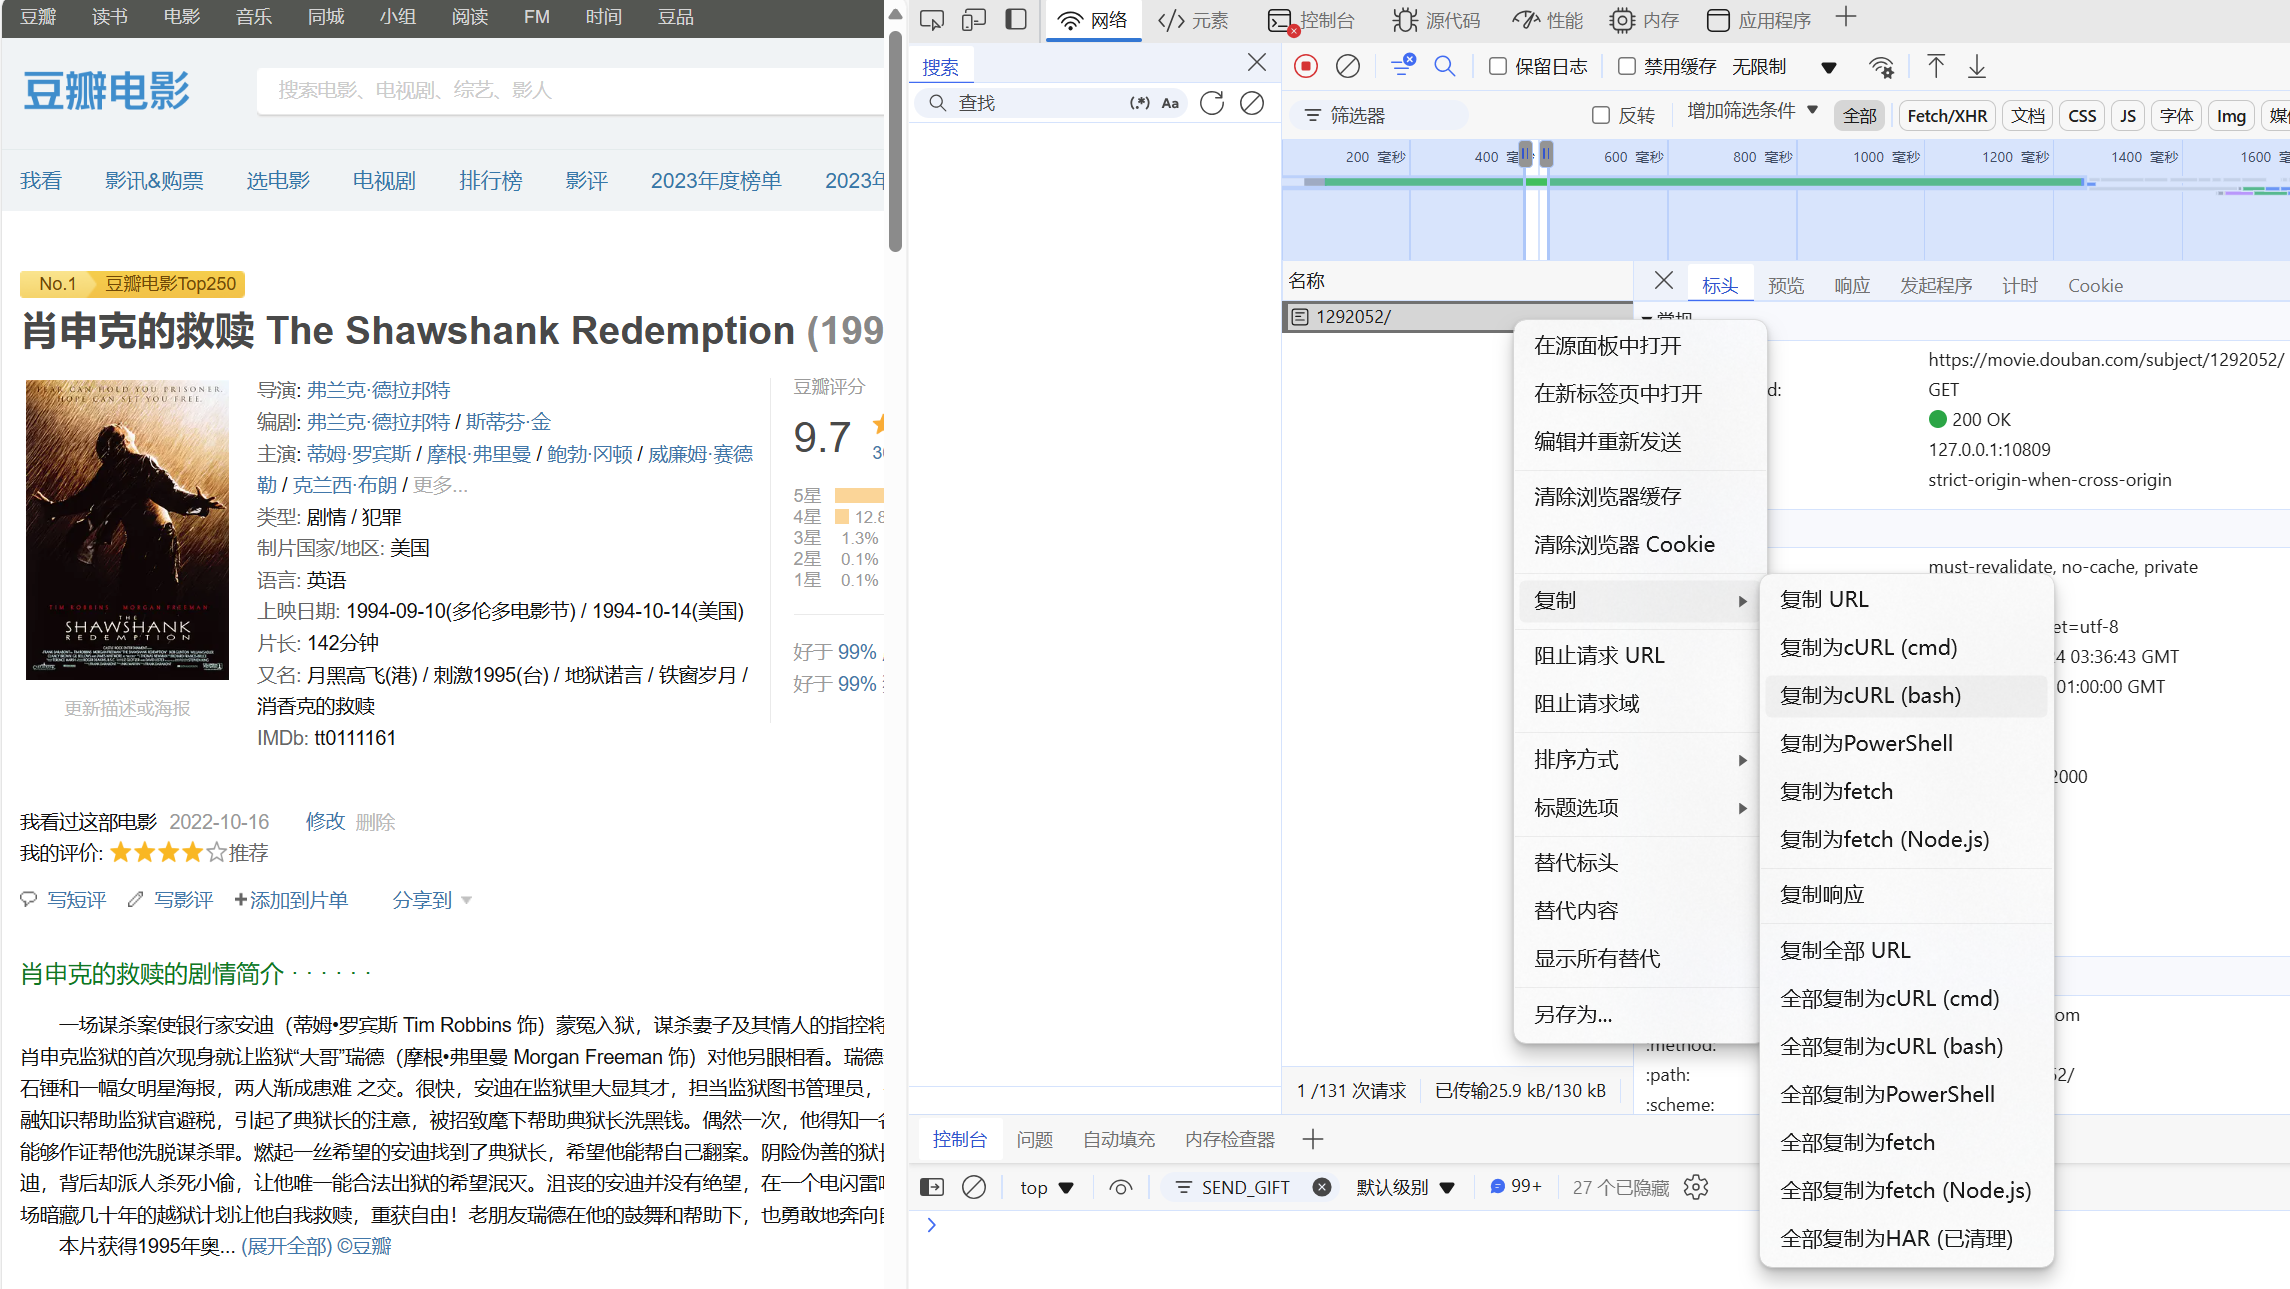 豆瓣 读书 电影 音乐 同城 小组 阅读 FM 时间 豆品
豆瓣电影
搜索电影、电视剧、综艺、影人
我看 影讯&购票 选电影 电视剧 排行榜 影评 2023年度榜单 2023年
No.1 豆瓣电影Top250
肖申克的救赎 The Shawshank Redemption (199
FEAR CAN HOLD YOU PRISONER.
HOPE CAN SET YOU FREE.
TIM ROBBINS MORGAN FREEMAN
THE
SHAWSHANK
REDEMPTION
更新描述或海报
导演: 弗兰克·德拉邦特
编剧: 弗兰克·德拉邦特 / 斯蒂芬·金
主演: 蒂姆·罗宾斯 / 摩根·弗里曼 / 鲍勃·冈顿 / 威廉姆·赛德
勒 / 克兰西·布朗 / 更多...
类型: 剧情 / 犯罪
制片国家/地区: 美国
语言: 英语
上映日期: 1994-09-10(多伦多电影节) / 1994-10-14(美国)
片长: 142分钟
又名: 月黑高飞(港) / 刺激1995(台) / 地狱诺言 / 铁窗岁月 /
消香克的救赎
IMDb: tt0111161
豆瓣评分
9.7
5星
4星 12.8
3星 1.3%
2星 0.1%
1星 0.1%
好于 99%
好于 99%
我看过这部电影 2022-10-16 修改 删除
我的评价: 推荐
写短评 写影评 +添加到片单 分享到
肖申克的救赎的剧情简介 · · · · · ·
一场谋杀案使银行家安迪（蒂姆•罗宾斯 Tim Robbins 饰）蒙冤入狱，谋杀妻子及其情人的指控将
肖申克监狱的首次现身就让监狱“大哥”瑞德（摩根•弗里曼 Morgan Freeman 饰）对他另眼相看。瑞德
石锤和一幅女明星海报，两人渐成患难 之交。很快，安迪在监狱里大显其才，担当监狱图书管理员，
融知识帮助监狱官避税，引起了典狱长的注意，被招致麾下帮助典狱长洗黑钱。偶然一次，他得知一名
能够作证帮他洗脱谋杀罪。燃起一丝希望的安迪找到了典狱长，希望他能帮自己翻案。阴险伪善的狱长
迪，背后却派人杀死小偷，让他唯一能合法出狱的希望泯灭。沮丧的安迪并没有绝望，在一个电闪雷鸣
场暗藏几十年的越狱计划让他自我救赎，重获自由！老朋友瑞德在他的鼓舞和帮助下，也勇敢地奔向自
本片获得1995年奥... (展开全部) ©豆瓣
网络 </> 元素 控制台 源代码 性能 内存 应用程序
搜索
查找 (.*) Aa
保留日志 禁用缓存 无限制
筛选器 反转 增加筛选条件 全部 Fetch/XHR 文档 CSS JS 字体 Img 媒
200 毫秒 400 毫 600 毫秒 800 毫秒 1000 毫秒 1200 毫秒 1400 毫秒 1600
名称
1292052/
标头 预览 响应 发起程序 计时 Cookie
常规
https://movie.douban.com/subject/1292052/
d: GET
200 OK
127.0.0.1:10809
strict-origin-when-cross-origin
must-revalidate, no-cache, private
et=utf-8
4 03:36:43 GMT
01:00:00 GMT
2000
om
:method:
:path: 52/
:scheme:
在源面板中打开
在新标签页中打开
编辑并重新发送
清除浏览器缓存
清除浏览器 Cookie
复制
阻止请求 URL
阻止请求域
排序方式
标题选项
替代标头
替代内容
显示所有替代
另存为...
复制 URL
复制为cURL (cmd)
复制为cURL (bash)
复制为PowerShell
复制为fetch
复制为fetch (Node.js)
复制响应
复制全部 URL
全部复制为cURL (cmd)
全部复制为cURL (bash)
全部复制为PowerShell
全部复制为fetch
全部复制为fetch (Node.js)
全部复制为HAR (已清理)
1 /131 次请求 已传输25.9 kB/130 kB
控制台 问题 自动填充 内存检查器
top SEND_GIFT 默认级别 99+ 27 个已隐藏